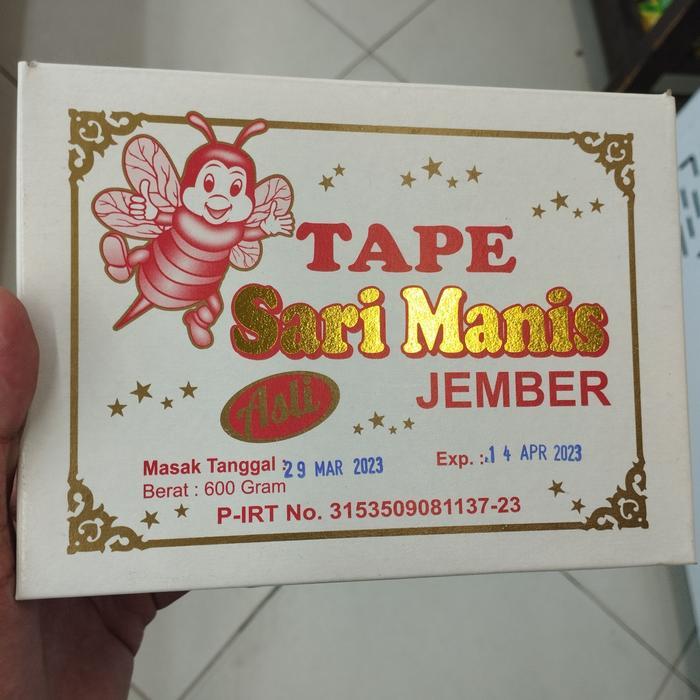 TAPE
Sari Manis
JEMBER
Asli
Masak Tanggal : 29 MAR 2023
Exp. : 14 APR 2023
Berat : 600 Gram
P-IRT No. 3153509081137-23